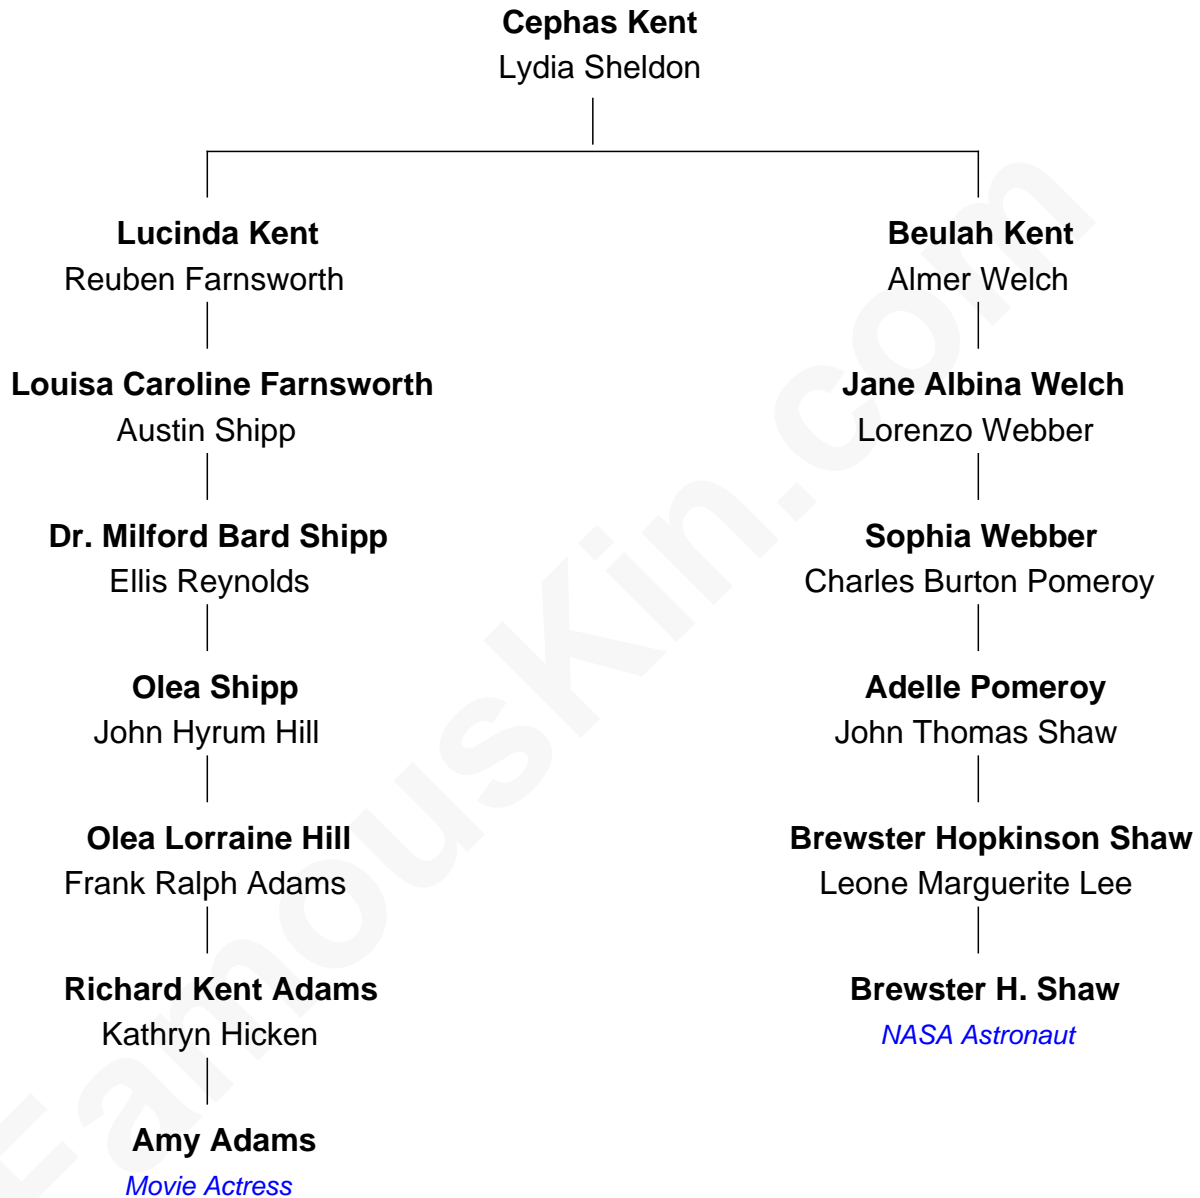 Cephas Kent
Lydia Sheldon
Lucinda Kent
Reuben Farnsworth
Beulah Kent
Almer Welch
Louisa Caroline Farnsworth
Austin Shipp
Jane Albina Welch
Lorenzo Webber
Dr. Milford Bard Shipp
Ellis Reynolds
Sophia Webber
Charles Burton Pomeroy
Olea Shipp
John Hyrum Hill
Adelle Pomeroy
John Thomas Shaw
Olea Lorraine Hill
Frank Ralph Adams
Brewster Hopkinson Shaw
Leone Marguerite Lee
Richard Kent Adams
Kathryn Hicken
Brewster H. Shaw
NASA Astronaut
Amy Adams
Movie Actress
FamousKin.com